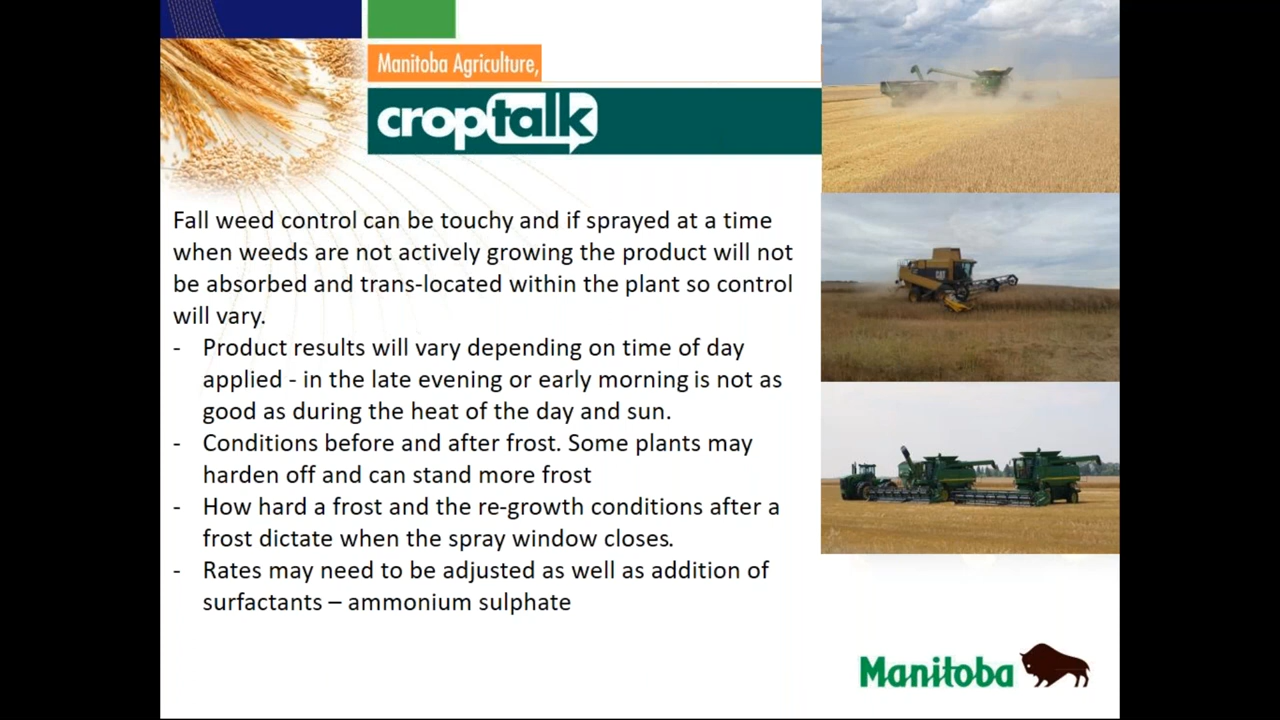 Manitoba Agriculture,
croptalk
Fall weed control can be touchy and if sprayed at a time
when weeds are not actively growing the product will not
be absorbed and trans-located within the plant so control
will vary.
- Product results will vary depending on time of day
applied - in the late evening or early morning is not as
good as during the heat of the day and sun.
- Conditions before and after frost. Some plants may
harden off and can stand more frost
- How hard a frost and the re-growth conditions after a
frost dictate when the spray window closes.
- Rates may need to be adjusted as well as addition of
surfactants – ammonium sulphate
Manitoba